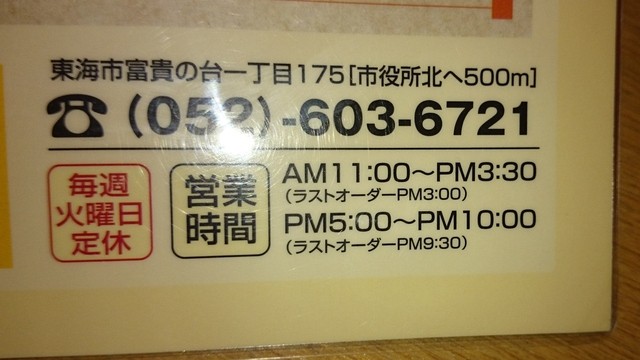 東海市富貴の台一丁目175[市役所北へ500m]
☎(052)-603-6721
毎週
火曜日
定休
営業
時間
AM11:00〜PM3:30
(ラストオーダーPM3:00)
PM5:00〜PM10:00
(ラストオーダーPM9:30)